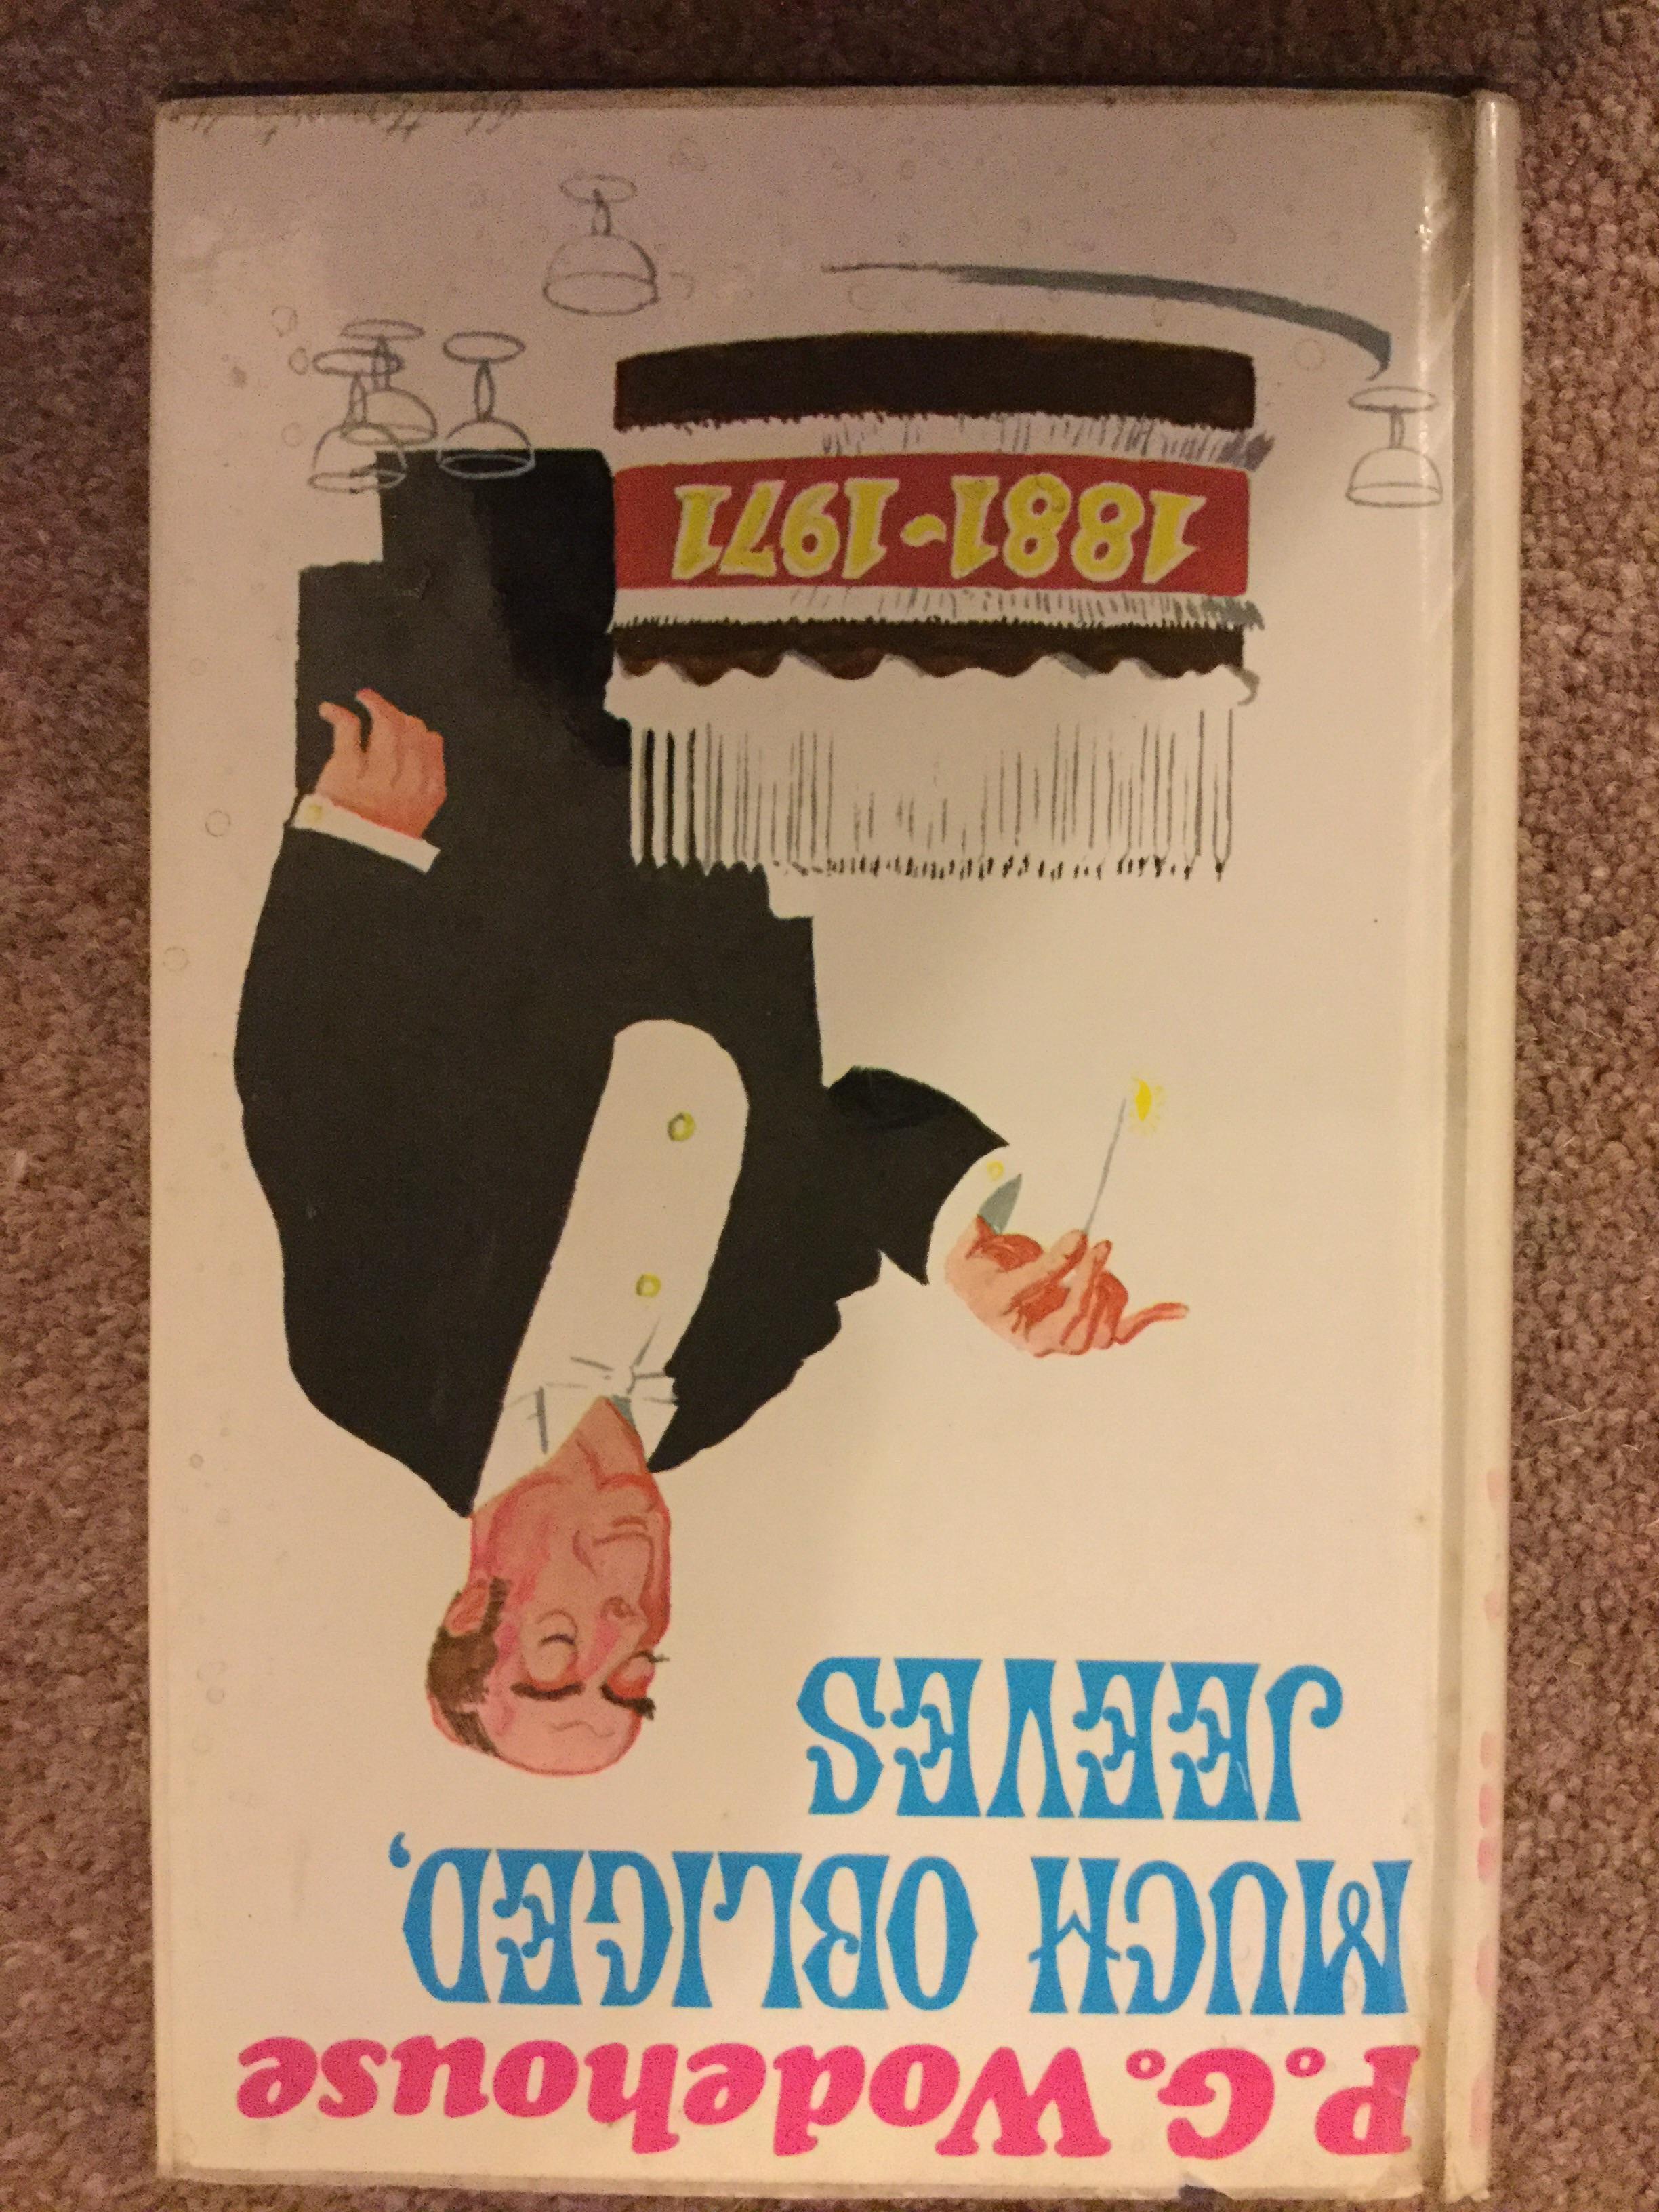 P.G. Wodehouse
MUCH OBLIGED,
JEEVES
1881-1971